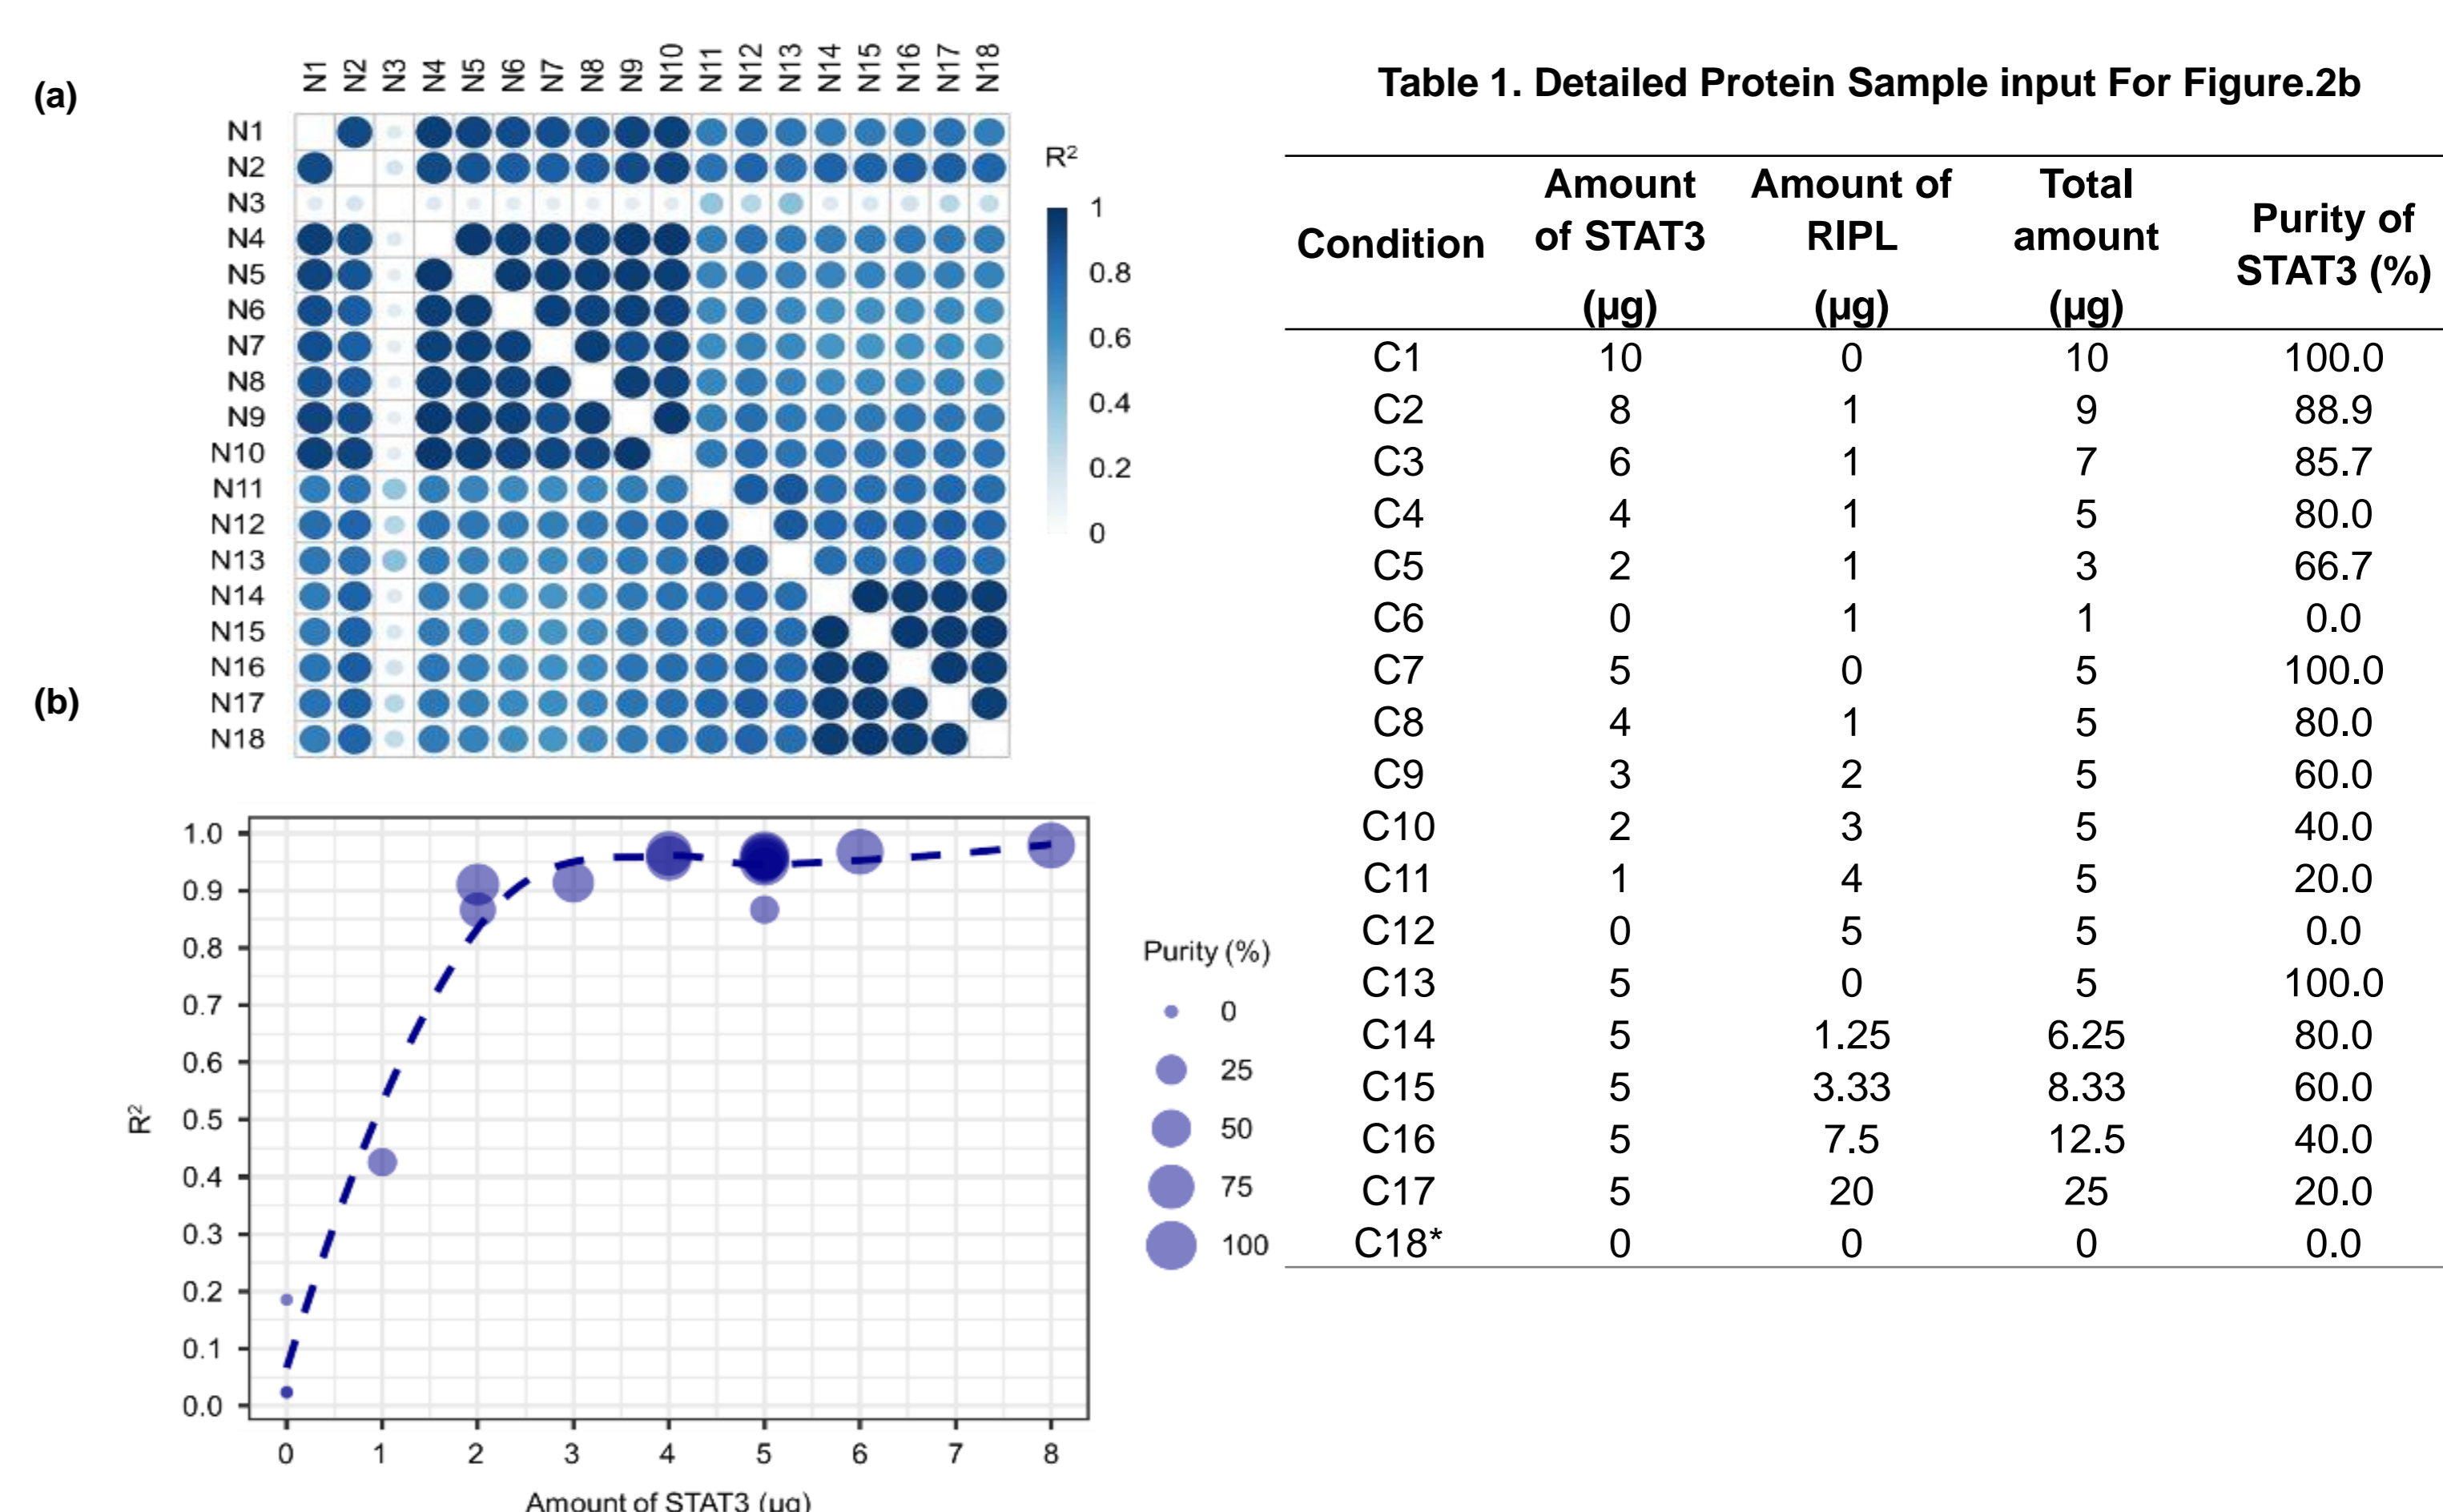 (a)
N1 N2 N3 N4 N5 N6 N7 N8 N9 N10 N11 N12 N13 N14 N15 N16 N17 N18
N1
N2
N3
N4
N5
N6
N7
N8
N9
N10
N11
N12
N13
N14
N15
N16
N17
N18
R²
1
0.8
0.6
0.4
0.2
0
(b)
1.0
0.9
0.8
0.7
0.6
0.5
0.4
0.3
0.2
0.1
0.0
R²
0 1 2 3 4 5 6 7 8
Amount of STAT3 (µg)
Purity (%)
0
25
50
75
100
Table 1. Detailed Protein Sample input For Figure.2b
Condition Amount of STAT3 (µg) Amount of RIPL (µg) Total amount (µg) Purity of STAT3 (%)
C1 10 0 10 100.0
C2 8 1 9 88.9
C3 6 1 7 85.7
C4 4 1 5 80.0
C5 2 1 3 66.7
C6 0 1 1 0.0
C7 5 0 5 100.0
C8 4 1 5 80.0
C9 3 2 5 60.0
C10 2 3 5 40.0
C11 1 4 5 20.0
C12 0 5 5 0.0
C13 5 0 5 100.0
C14 5 1.25 6.25 80.0
C15 5 3.33 8.33 60.0
C16 5 7.5 12.5 40.0
C17 5 20 25 20.0
C18* 0 0 0 0.0